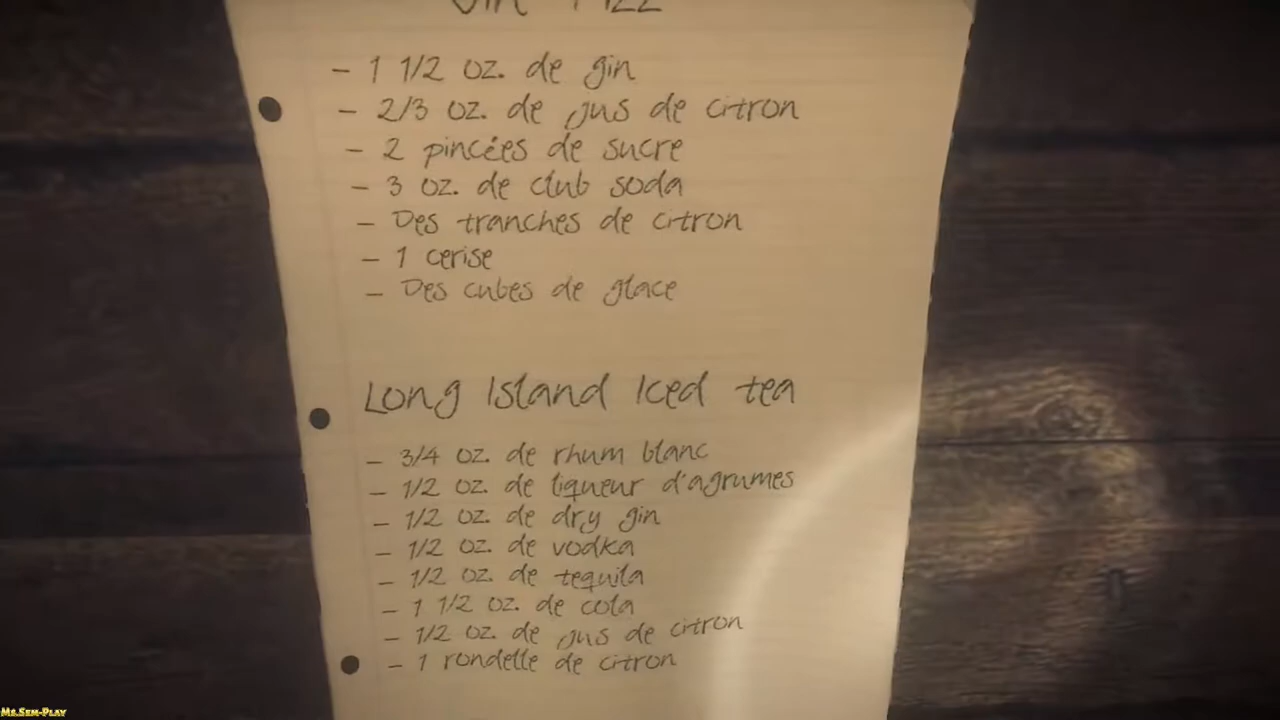 Gin Fizz
- 1 1/2 oz. de gin
- 2/3 oz. de jus de citron
- 2 pincées de sucre
- 3 oz. de club soda
- Des tranches de citron
- 1 cerise
- Des cubes de glace
Long Island Iced tea
- 3/4 oz. de rhum blanc
- 1/2 oz. de liqueur d'agrumes
- 1/2 oz. de dry gin
- 1/2 oz. de vodka
- 1/2 oz. de tequila
- 1 1/2 oz. de cola
- 1/2 oz. de jus de citron
- 1 rondelle de citron
Mr.Sem-Play